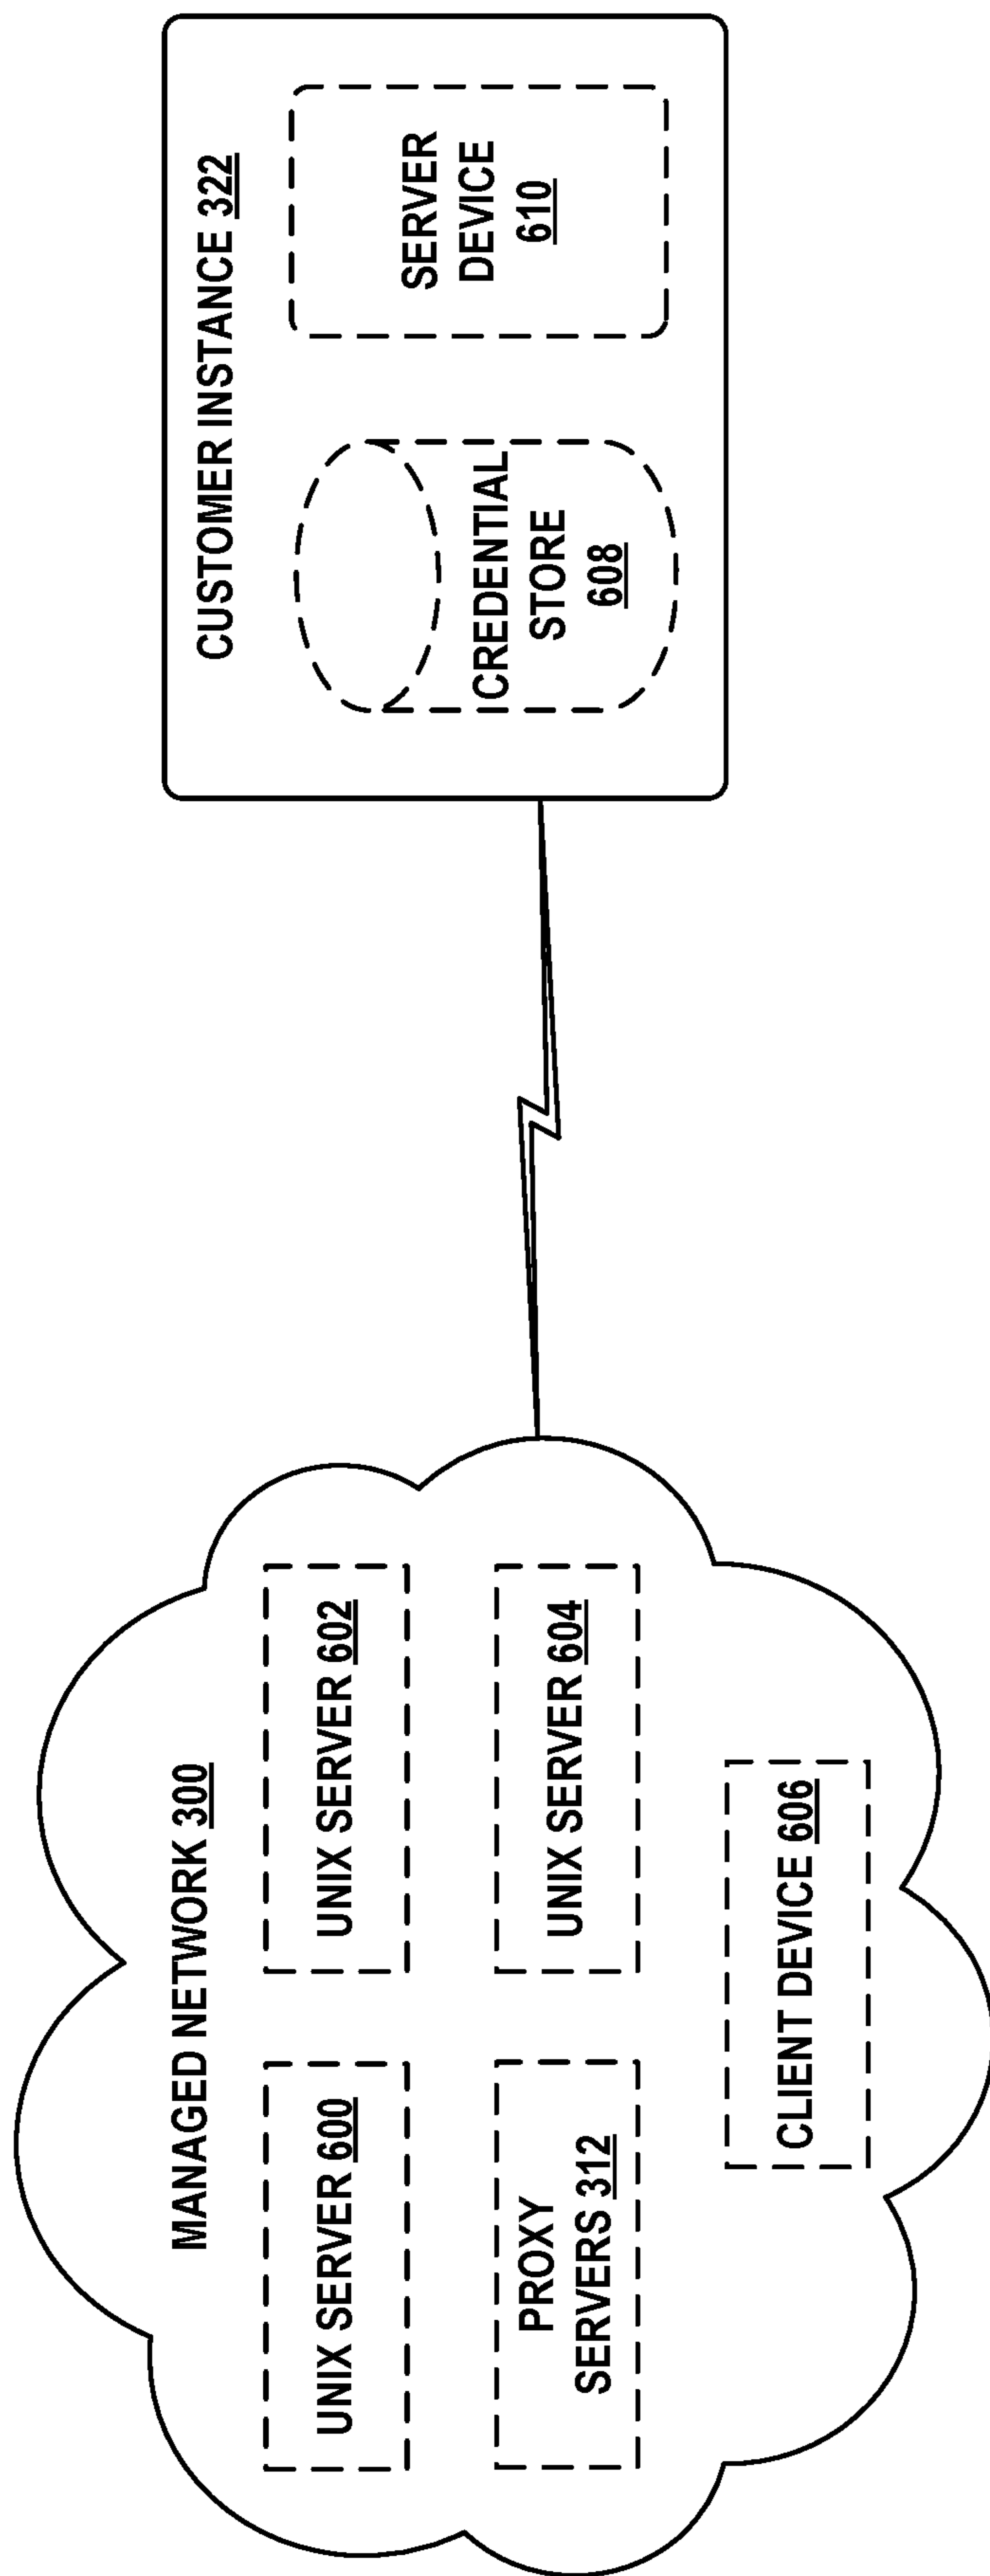 MANAGED NETWORK 300
UNIX SERVER 600
UNIX SERVER 602
PROXY
SERVERS 312
UNIX SERVER 604
CLIENT DEVICE 606
CUSTOMER INSTANCE 322
CREDENTIAL
STORE
608
SERVER
DEVICE
610